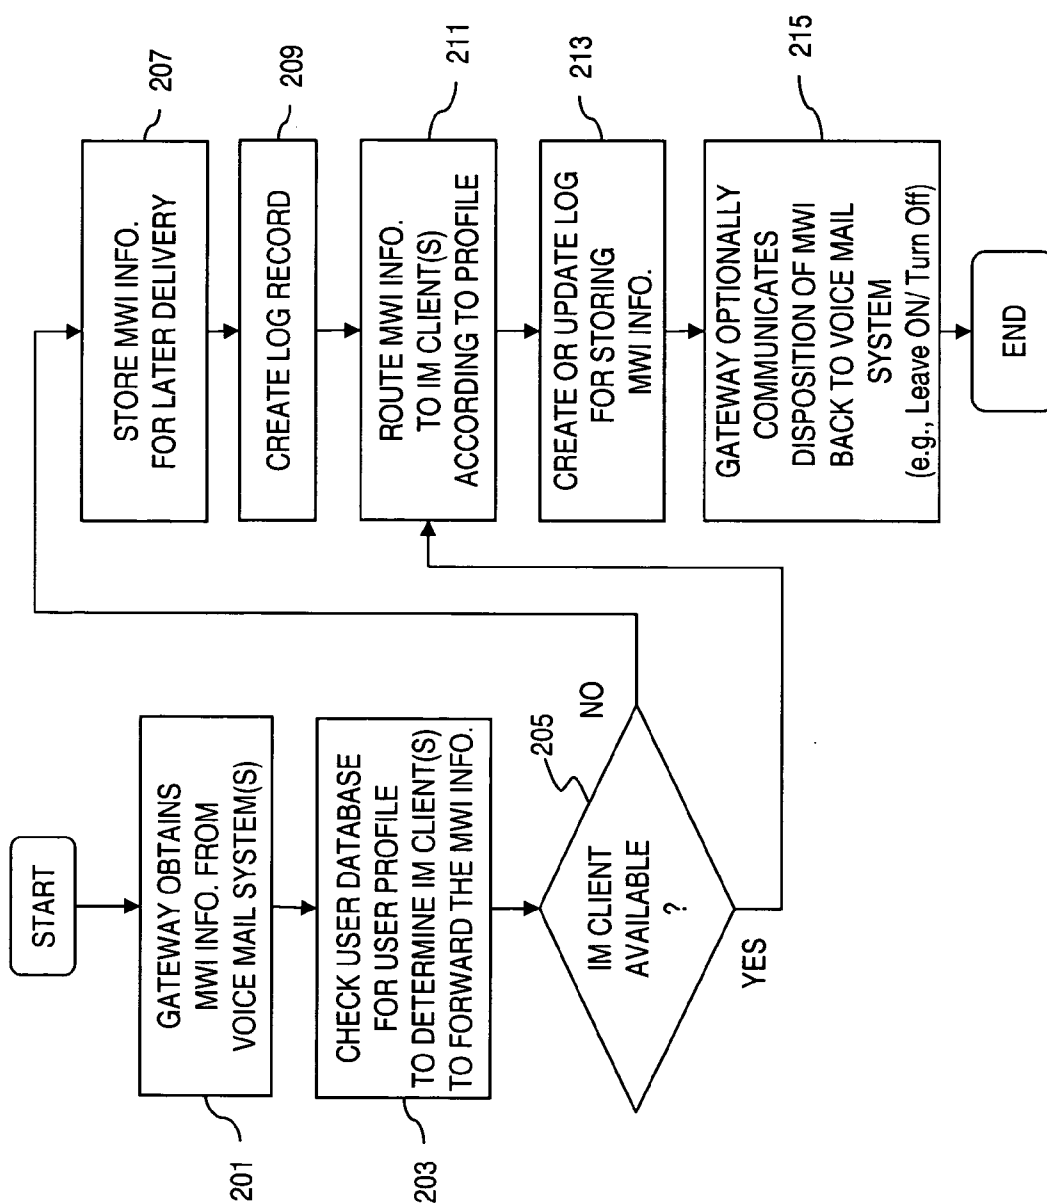 START
GATEWAY OBTAINS
MWI INFO. FROM
VOICE MAIL SYSTEM(S)
201
CHECK USER DATABASE
FOR USER PROFILE
TO DETERMINE IM CLIENT(S)
TO FORWARD THE MWI INFO.
203
205
IM CLIENT
AVAILABLE
?
NO
YES
STORE MWI INFO.
FOR LATER DELIVERY
207
CREATE LOG RECORD
209
ROUTE MWI INFO.
TO IM CLIENT(S)
ACCORDING TO PROFILE
211
CREATE OR UPDATE LOG
FOR STORING
MWI INFO.
213
GATEWAY OPTIONALLY
COMMUNICATES
DISPOSITION OF MWI
BACK TO VOICE MAIL
SYSTEM
(e.g., Leave ON/ Turn Off)
215
END